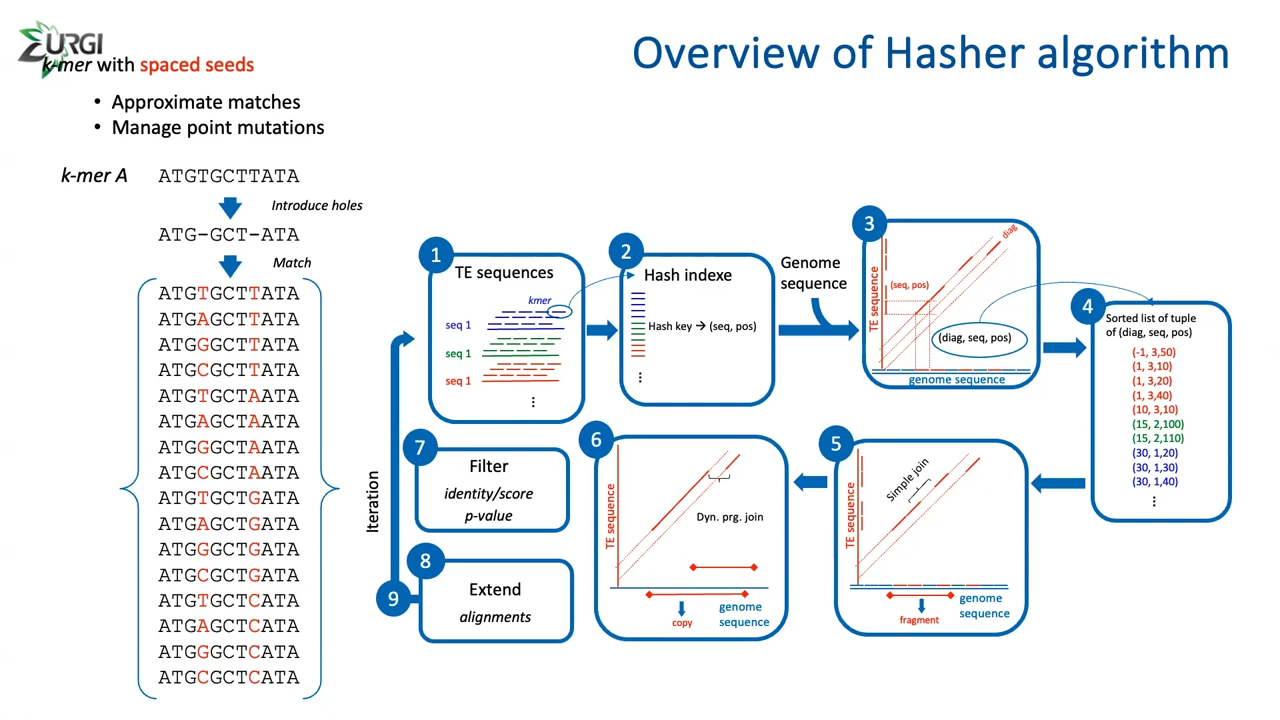 URGI
Overview of Hasher algorithm
k-mer with spaced seeds
• Approximate matches
• Manage point mutations
k-mer A ATGTGCTTATA
Introduce holes
ATG-GCT-ATA
Match
ATGTGCTTATA
ATGAGCTTATA
ATGGGCTTATA
ATGCGCTTATA
ATGTGCTAATA
ATGAGCTAATA
ATGGGCTAATA
ATGCGCTAATA
ATGTGCTGATA
ATGAGCTGATA
ATGGGCTGATA
ATGCGCTGATA
ATGTGCTCATA
ATGAGCTCATA
ATGGGCTCATA
ATGCGCTCATA
Iteration
1
TE sequences
kmer
seq 1
seq 1
seq 1
⋮
2
Hash indexe
Hash key → (seq, pos)
⋮
Genome
sequence
3
TE sequence
diag
(seq, pos)
(diag, seq, pos)
genome sequence
4
Sorted list of tuple
of (diag, seq, pos)
(-1, 3,50)
(1, 3,10)
(1, 3,20)
(1, 3,40)
(10, 3,10)
(15, 2,100)
(15, 2,110)
(30, 1,20)
(30, 1,30)
(30, 1,40)
⋮
5
TE sequence
Simple join
genome
sequence
fragment
6
TE sequence
Dyn. prg. join
genome
sequence
copy
7
Filter
identity/score
p-value
8
Extend
alignments
9